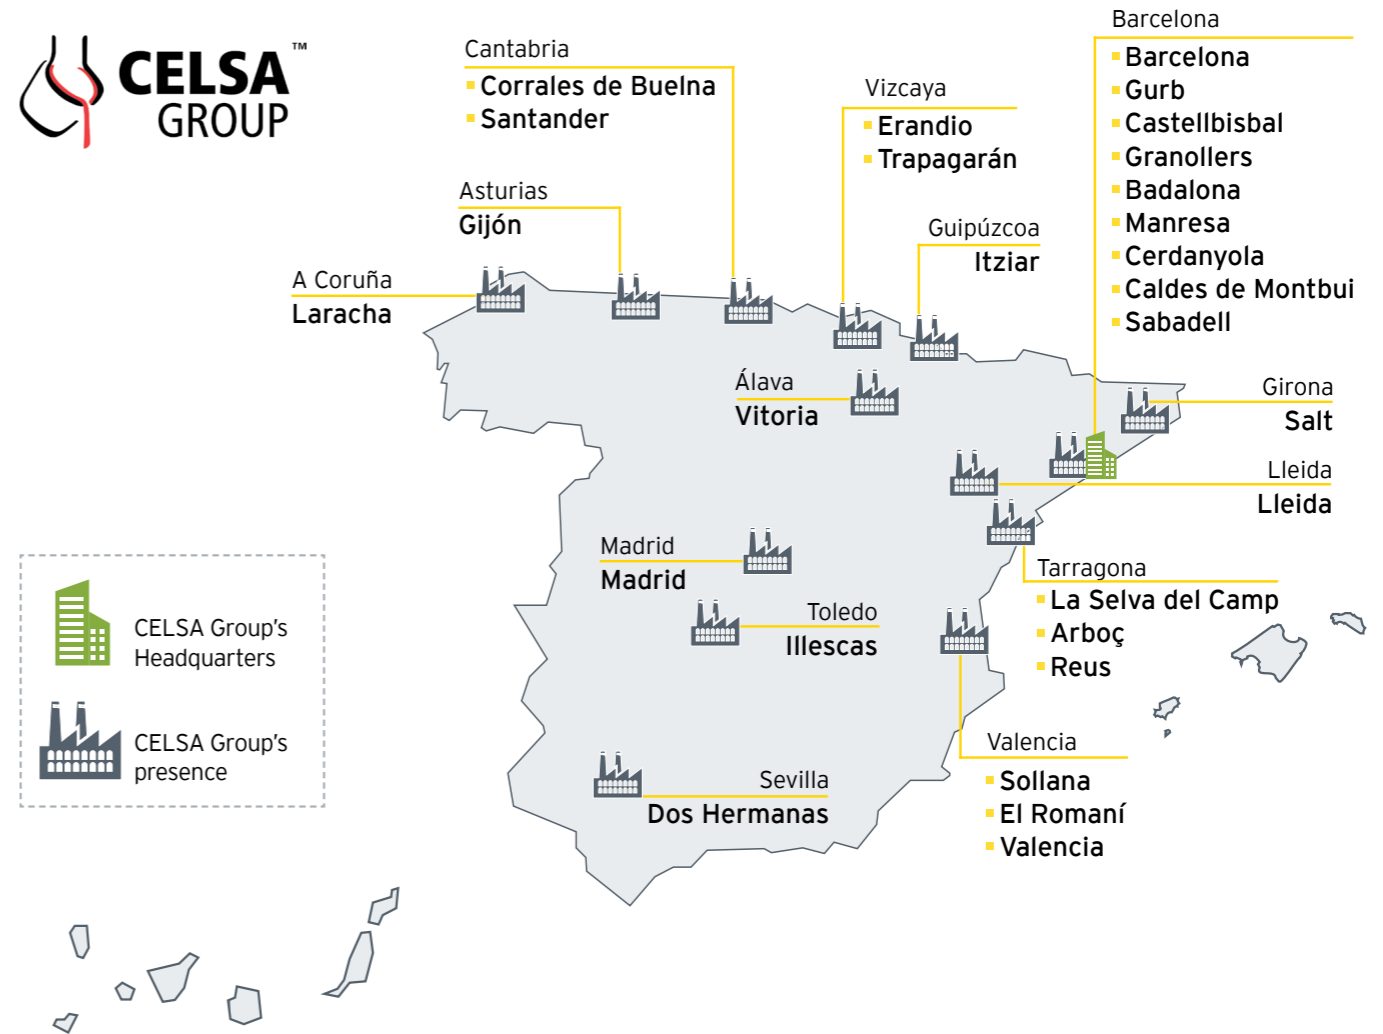 CELSA™
GROUP
Cantabria
Corrales de Buelna
Santander
Asturias
Gijón
A Coruña
Laracha
Vizcaya
Erandio
Trapagarán
Guipúzcoa
Itziar
Barcelona
Barcelona
Gurb
Castellbisbal
Granollers
Badalona
Manresa
Cerdanyola
Caldes de Montbui
Sabadell
Álava
Vitoria
Girona
Salt
Lleida
Lleida
Madrid
Madrid
Toledo
Illescas
Tarragona
La Selva del Camp
Arboç
Reus
Valencia
Sollana
El Romaní
Valencia
Sevilla
Dos Hermanas
CELSA Group's
Headquarters
CELSA Group's
presence